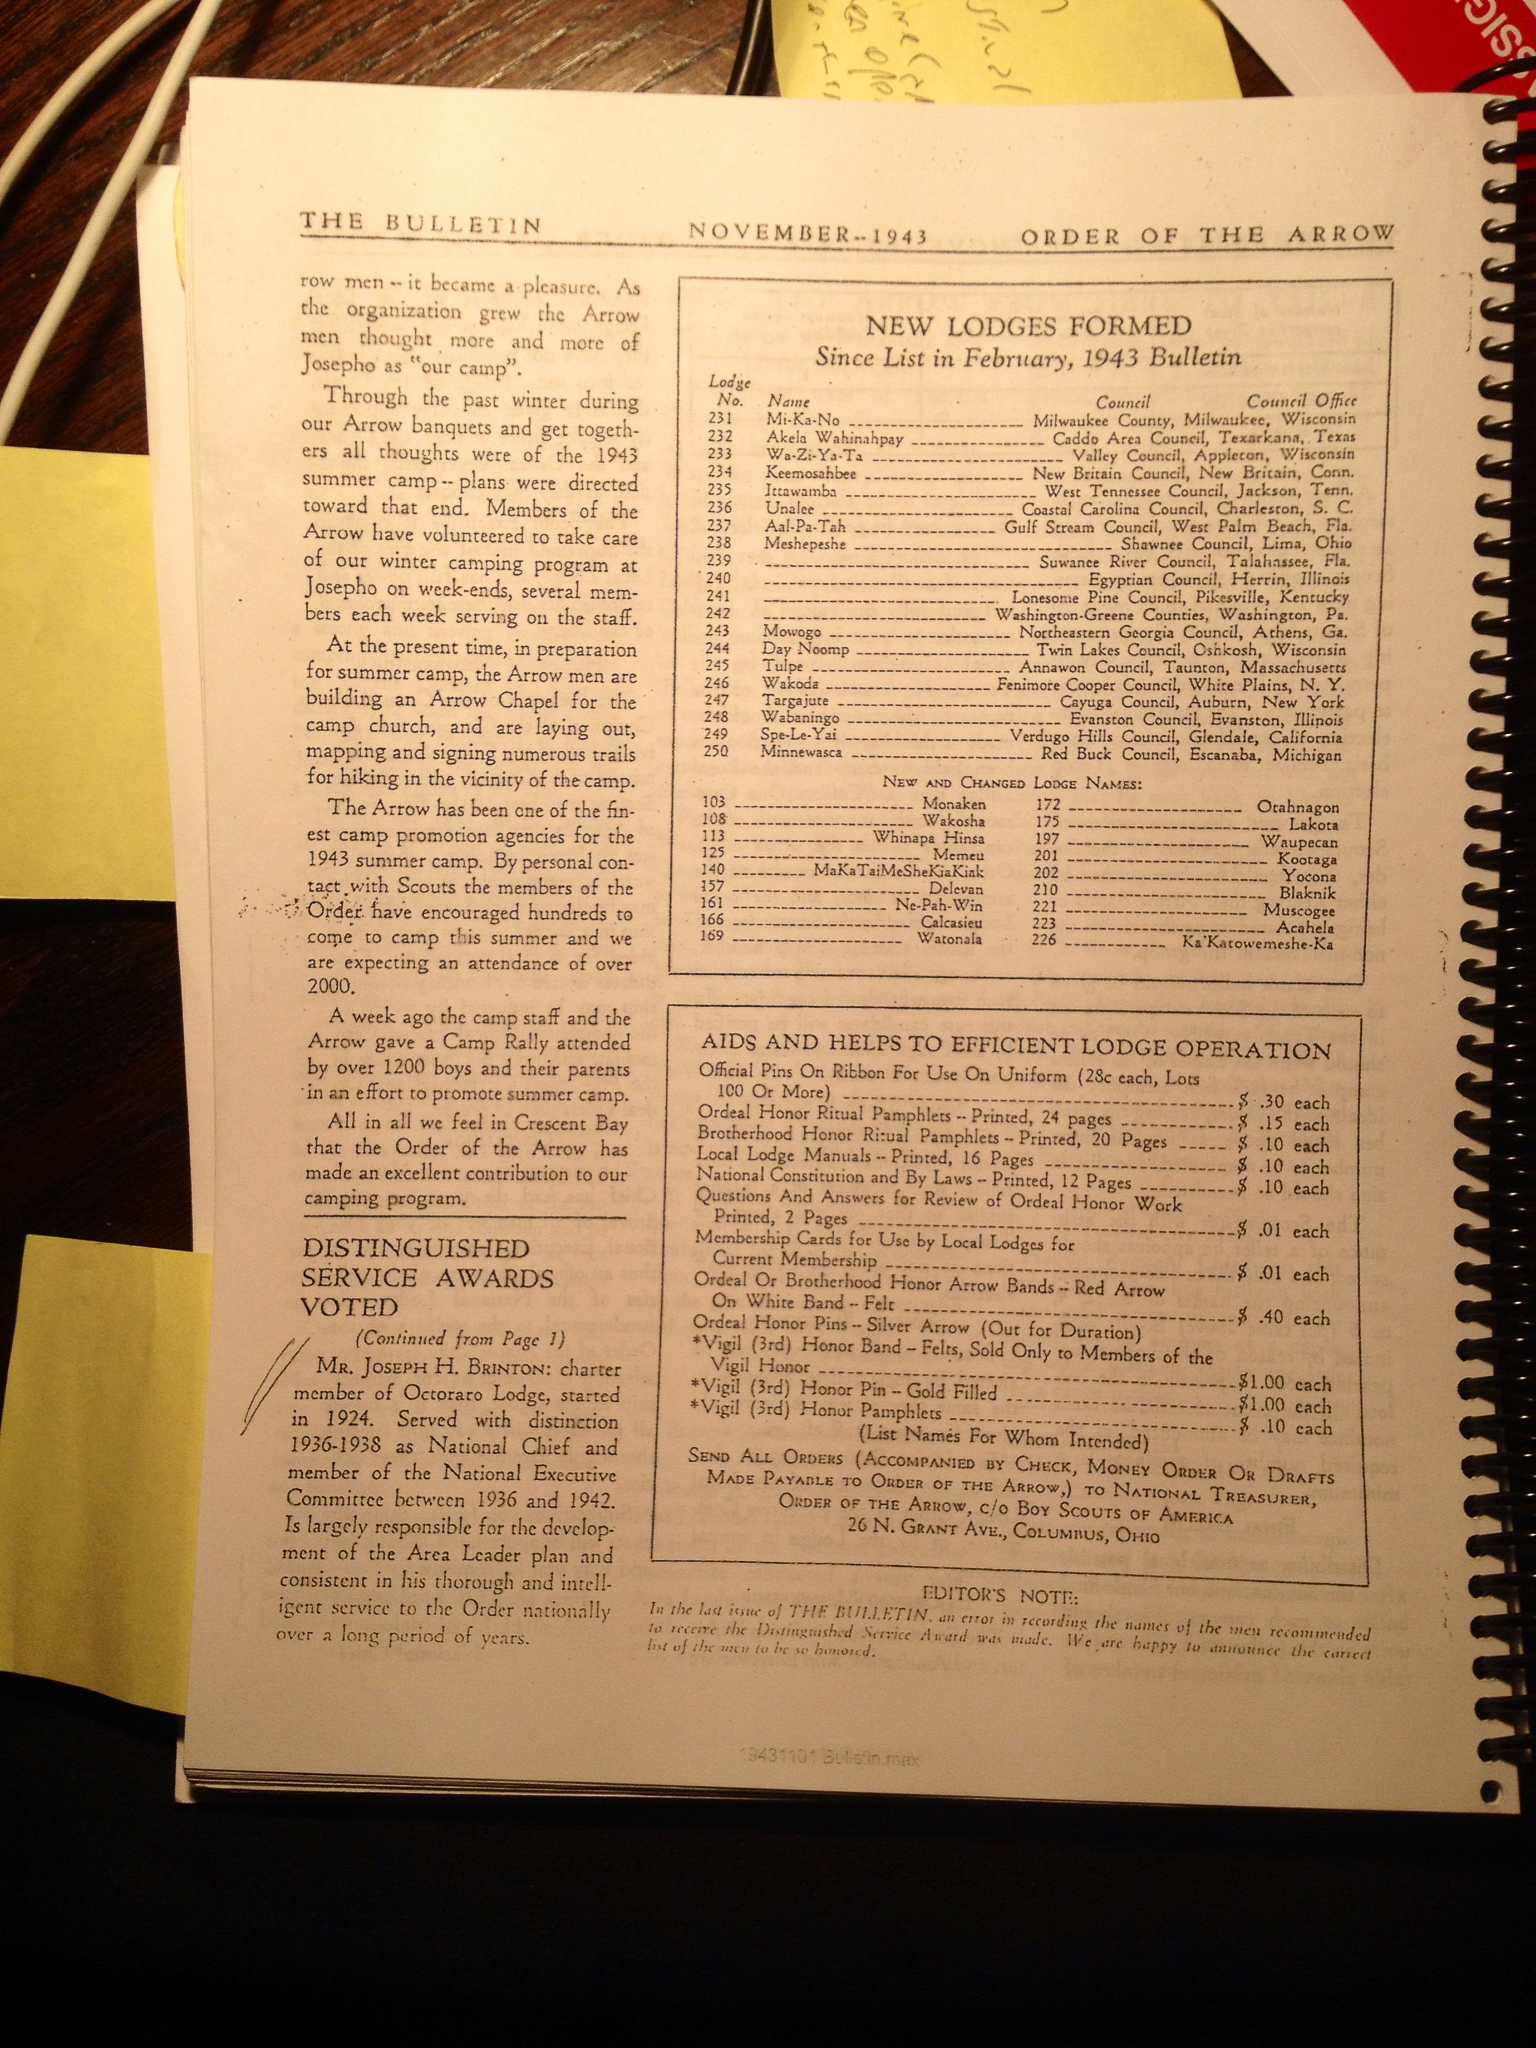 THE BULLETIN NOVEMBER--1943 ORDER OF THE ARROW
row men -- it became a pleasure. As
the organization grew the Arrow
men thought more and more of
Josepho as "our camp".
Through the past winter during
our Arrow banquets and get togeth-
ers all thoughts were of the 1943
summer camp -- plans were directed
toward that end. Members of the
Arrow have volunteered to take care
of our winter camping program at
Josepho on week-ends, several mem-
bers each week serving on the staff.
At the present time, in preparation
for summer camp, the Arrow men are
building an Arrow Chapel for the
camp church, and are laying out,
mapping and signing numerous trails
for hiking in the vicinity of the camp.
The Arrow has been one of the fin-
est camp promotion agencies for the
1943 summer camp. By personal con-
tact with Scouts the members of the
Order have encouraged hundreds to
come to camp this summer and we
are expecting an attendance of over
2000.
A week ago the camp staff and the
Arrow gave a Camp Rally attended
by over 1200 boys and their parents
in an effort to promote summer camp.
All in all we feel in Crescent Bay
that the Order of the Arrow has
made an excellent contribution to our
camping program.
DISTINGUISHED
SERVICE AWARDS
VOTED
(Continued from Page 1)
MR. JOSEPH H. BRINTON: charter
member of Octoraro Lodge, started
in 1924. Served with distinction
1936-1938 as National Chief and
member of the National Executive
Committee between 1936 and 1942.
Is largely responsible for the develop-
ment of the Area Leader plan and
consistent in his thorough and intell-
igent service to the Order nationally
over a long period of years.
NEW LODGES FORMED
Since List in February, 1943 Bulletin
Lodge
No. Name Council Council Office
231 Mi-Ka-No Milwaukee County, Milwaukee, Wisconsin
232 Akela Wahinahpay Caddo Area Council, Texarkana, Texas
233 Wa-Zi-Ya-Ta Valley Council, Appleton, Wisconsin
234 Keemosahbee New Britain Council, New Britain, Conn.
235 Ittawamba West Tennessee Council, Jackson, Tenn.
236 Unalee Coastal Carolina Council, Charleston, S. C.
237 Aal-Pa-Tah Gulf Stream Council, West Palm Beach, Fla.
238 Meshepeshe Shawnee Council, Lima, Ohio
239 Suwanee River Council, Talahassee, Fla.
240 Egyptian Council, Herrin, Illinois
241 Lonesome Pine Council, Pikesville, Kentucky
242 Washington-Greene Counties, Washington, Pa.
243 Mowogo Northeastern Georgia Council, Athens, Ga.
244 Day Noomp Twin Lakes Council, Oshkosh, Wisconsin
245 Tulpe Annawon Council, Taunton, Massachusetts
246 Wakoda Fenimore Cooper Council, White Plains, N. Y.
247 Targajute Cayuga Council, Auburn, New York
248 Wabaningo Evanston Council, Evanston, Illinois
249 Spe-Le-Yai Verdugo Hills Council, Glendale, California
250 Minnewasca Red Buck Council, Escanaba, Michigan
NEW AND CHANGED LODGE NAMES:
103 Monaken 172 Otahnagon
108 Wakosha 175 Lakota
113 Whinapa Hinsa 197 Waupecan
125 Memeu 201 Kootaga
140 MaKaTaiMeSheKiaKiak 202 Yocona
157 Delevan 210 Blaknik
161 Ne-Pah-Win 221 Muscogee
166 Calcasieu 223 Acahela
169 Watonala 226 Ka'Katowemeshe-Ka
AIDS AND HELPS TO EFFICIENT LODGE OPERATION
Official Pins On Ribbon For Use On Uniform (28c each, Lots
100 Or More) $ .30 each
Ordeal Honor Ritual Pamphlets -- Printed, 24 pages $ .15 each
Brotherhood Honor Ritual Pamphlets -- Printed, 20 Pages $ .10 each
Local Lodge Manuals -- Printed, 16 Pages $ .10 each
National Constitution and By Laws -- Printed, 12 Pages $ .10 each
Questions And Answers for Review of Ordeal Honor Work
Printed, 2 Pages $ .01 each
Membership Cards for Use by Local Lodges for
Current Membership $ .01 each
Ordeal Or Brotherhood Honor Arrow Bands -- Red Arrow
On White Band -- Felt $ .40 each
Ordeal Honor Pins -- Silver Arrow (Out for Duration)
*Vigil (3rd) Honor Band -- Felts, Sold Only to Members of the
Vigil Honor $1.00 each
*Vigil (3rd) Honor Pin -- Gold Filled $1.00 each
*Vigil (3rd) Honor Pamphlets $ .10 each
(List Names For Whom Intended)
SEND ALL ORDERS (ACCOMPANIED BY CHECK, MONEY ORDER OR DRAFTS
MADE PAYABLE TO ORDER OF THE ARROW,) TO NATIONAL TREASURER,
ORDER OF THE ARROW, C/O BOY SCOUTS OF AMERICA
26 N. GRANT AVE., COLUMBUS, OHIO
EDITOR'S NOTE:
In the last issue of THE BULLETIN, an error in recording the names of the men recommended
to receive the Distinguished Service Award was made. We are happy to announce the correct
list of the men to be so honored.
19431101 Bulletin.max